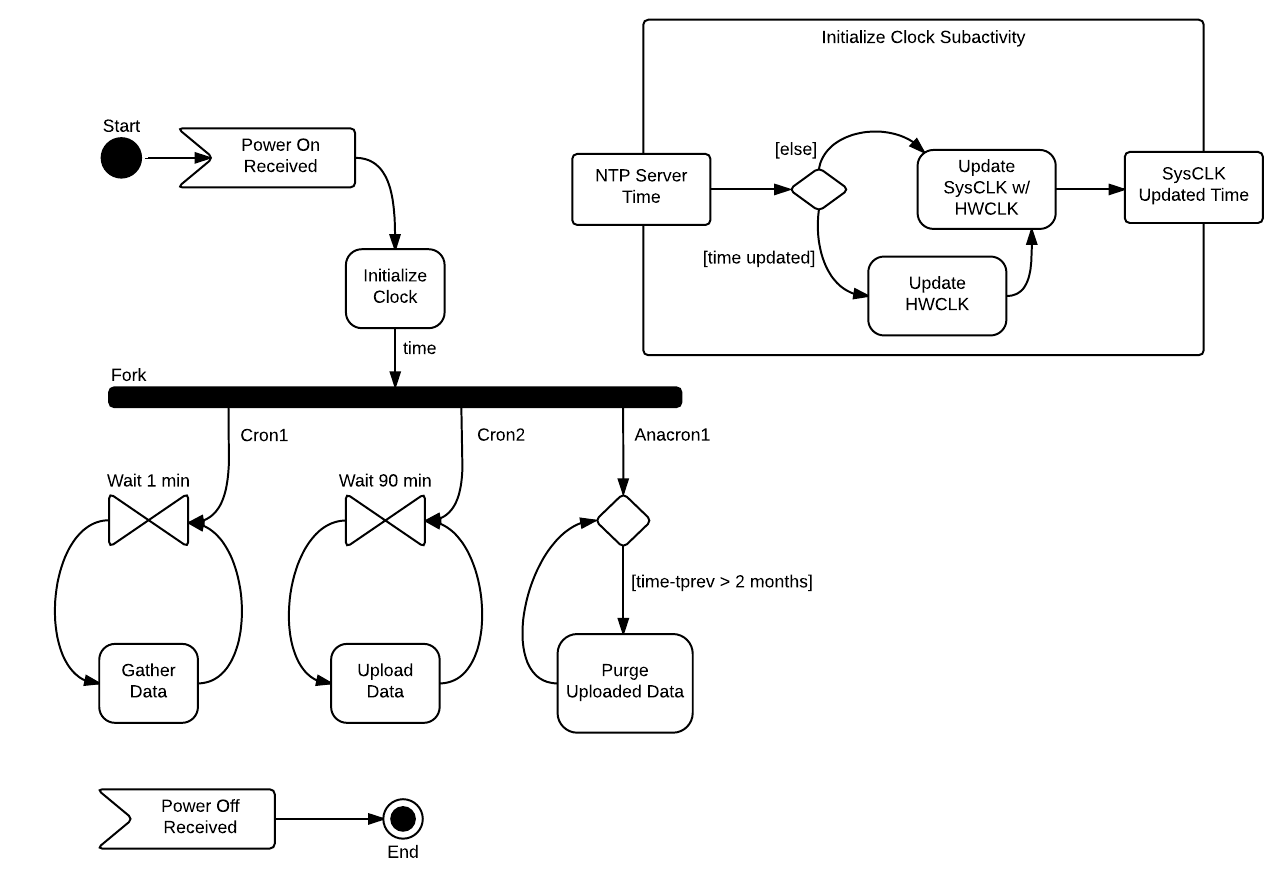 Initialize Clock Subactivity
Start
Power On
Received
[else]
NTP Server
Time
Update
SysCLK w/
HWCLK
SysCLK
Updated Time
[time updated]
Update
HWCLK
Initialize
Clock
time
Fork
Cron1
Cron2
Anacron1
Wait 1 min
Wait 90 min
[time-tprev > 2 months]
Gather
Data
Upload
Data
Purge
Uploaded Data
Power Off
Received
End